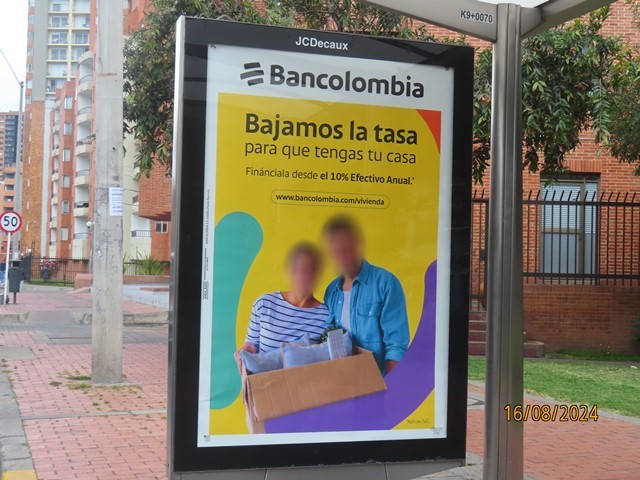 K9+0070
JCDecaux
Bancolombia
Bajamos la tasa
para que tengas tu casa
Fináncialа desde el 10% Efectivo Anual.*
www.bancolombia.com/vivienda
50
16/08/2024